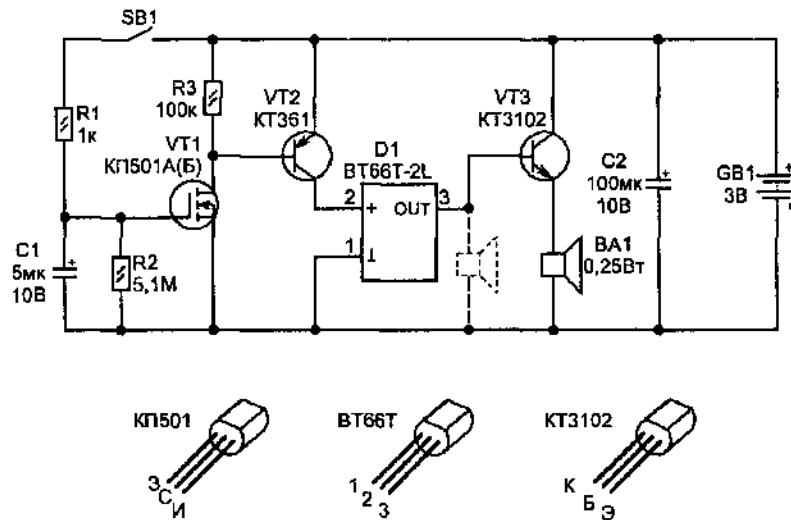 SB1
R1
1к
R3
100к
VT1
КП501А(Б)
VT2
КТ361
D1
BT66T-2L
2
+
OUT
3
1
⊥
VT3
КТ3102
C1
5мк
10В
+
R2
5,1М
BA1
0,25Вт
C2
100мк
10В
+
GB1
3В
+
КП501
З
С
И
BT66T
1
2
3
КТ3102
К
Б
Э